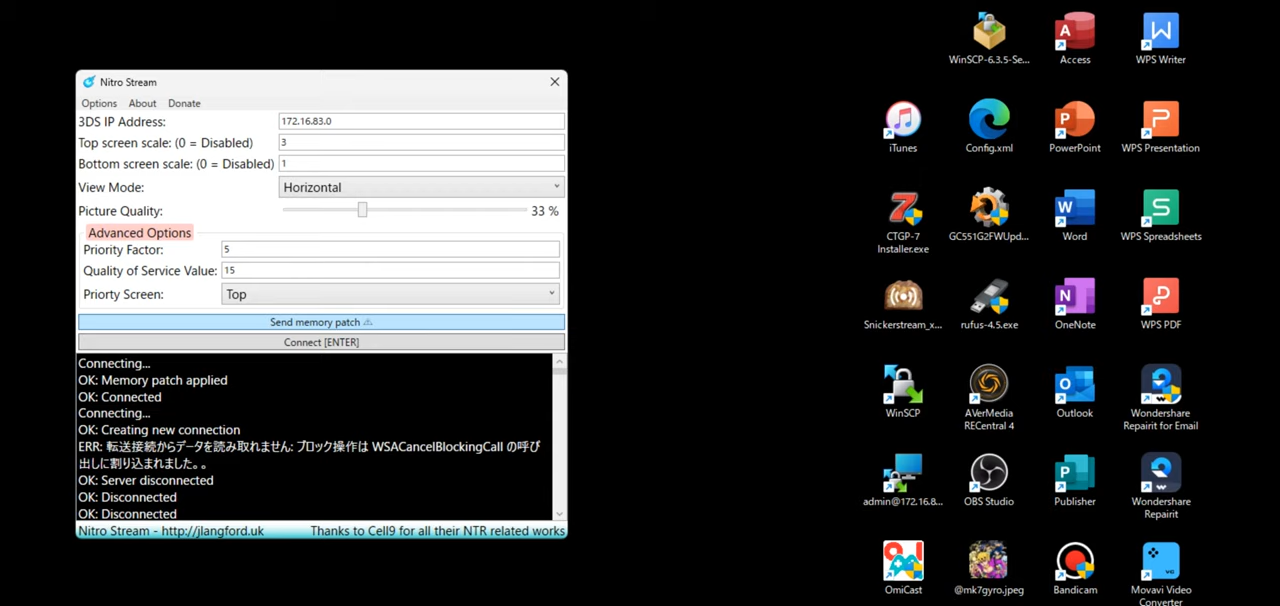 Nitro Stream
Options About Donate
3DS IP Address: 172.16.83.0
Top screen scale: (0 = Disabled) 3
Bottom screen scale: (0 = Disabled) 1
View Mode: Horizontal
Picture Quality: 33 %
Advanced Options
Priority Factor: 5
Quality of Service Value: 15
Priorty Screen: Top
Send memory patch
Connect [ENTER]
Connecting...
OK: Memory patch applied
OK: Connected
Connecting...
OK: Creating new connection
ERR: 転送接続からデータを読み取れません: ブロック操作は WSACancelBlockingCall の呼び
出しに割り込まれました。。
OK: Server disconnected
OK: Disconnected
OK: Disconnected
Nitro Stream - http://jlangford.uk Thanks to Cell9 for all their NTR related works
WinSCP-6.3.5-Se... Access WPS Writer
iTunes Config.xml PowerPoint WPS Presentation
CTGP-7
Installer.exe
GC551G2FWUpd... Word WPS Spreadsheets
Snickerstream_x... rufus-4.5.exe OneNote WPS PDF
WinSCP
AVerMedia
RECentral 4
Outlook
Wondershare
Repairit for Email
admin@172.16.8... OBS Studio Publisher
Wondershare
Repairit
OmiCast @mk7gyro.jpeg Bandicam
Movavi Video
Converter